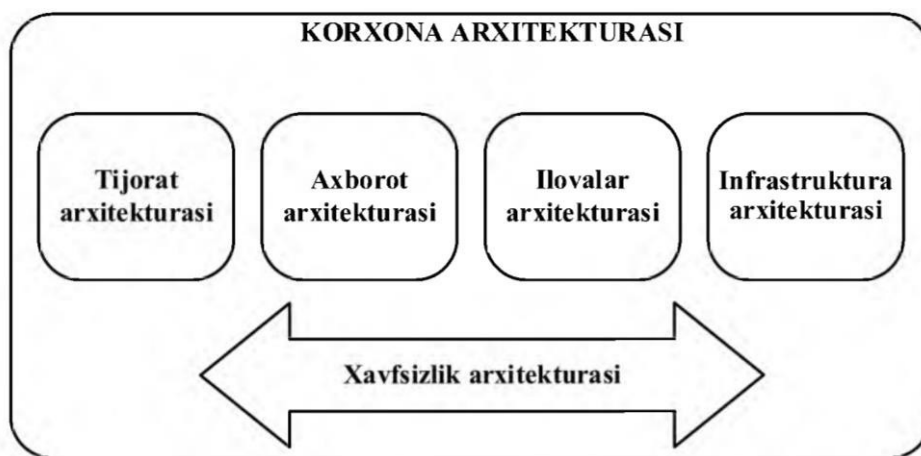 KORXONA ARXITEKTURASI
Tijorat
arxitekturasi
Axborot
arxitekturasi
Ilovalar
arxitekturasi
Infrastruktura
arxitekturasi
Xavfsizlik arxitekturasi